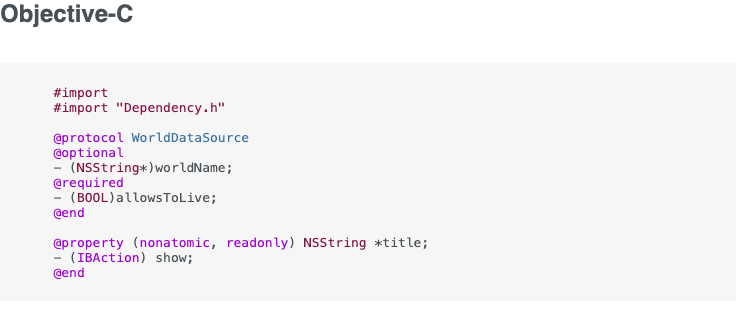 Objective-C
#import
#import "Dependency.h"
@protocol WorldDataSource
@optional
- (NSString*)worldName;
@required
- (BOOL)allowsToLive;
@end
@property (nonatomic, readonly) NSString *title;
- (IBAction) show;
@end